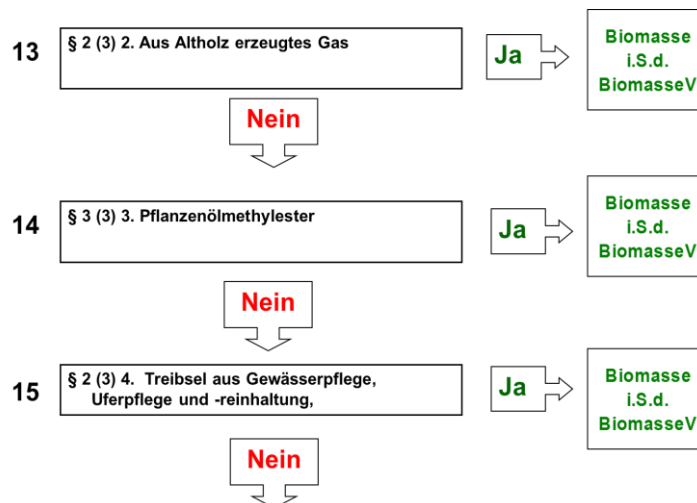 13
§ 2 (3) 2. Aus Altholz erzeugtes Gas
Ja
Biomasse
i.S.d.
BiomasseV
Nein
14
§ 3 (3) 3. Pflanzenölmethylester
Ja
Biomasse
i.S.d.
BiomasseV
Nein
15
§ 2 (3) 4. Treibsel aus Gewässerpflege,
Uferpflege und -reinhaltung,
Ja
Biomasse
i.S.d.
BiomasseV
Nein